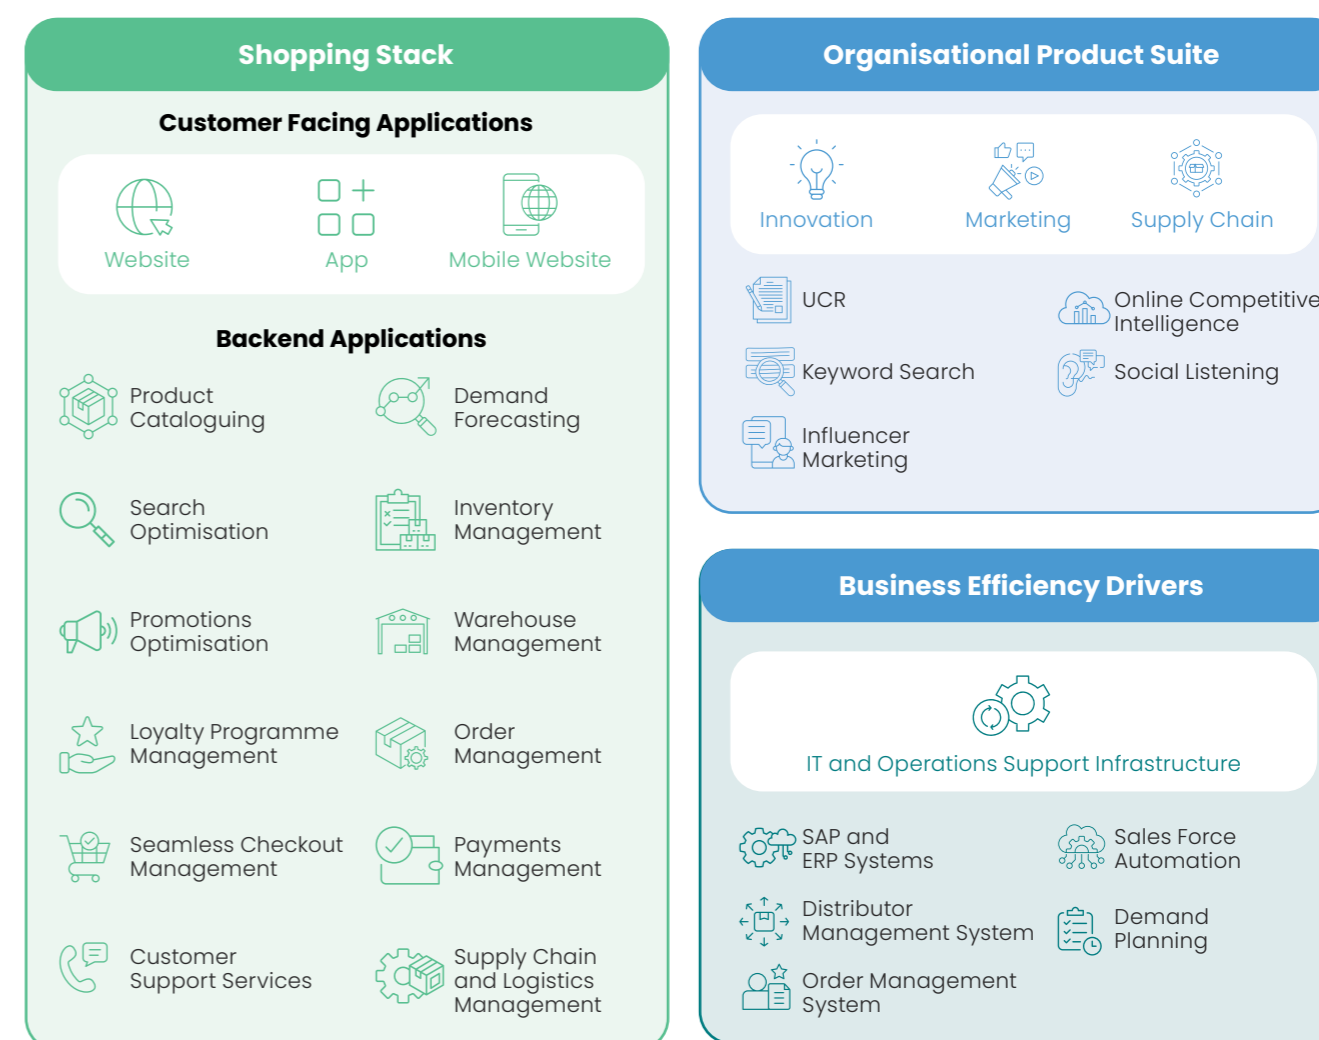 Shopping Stack
Customer Facing Applications
Website
App
Mobile Website
Backend Applications
Product
Cataloguing
Demand
Forecasting
Search
Optimisation
Inventory
Management
Promotions
Optimisation
Warehouse
Management
Loyalty Programme
Management
Order
Management
Seamless Checkout
Management
Payments
Management
Customer
Support Services
Supply Chain
and Logistics
Management
Organisational Product Suite
Innovation
Marketing
Supply Chain
UCR
Online Competitive
Intelligence
Keyword Search
Social Listening
Influencer
Marketing
Business Efficiency Drivers
IT and Operations Support Infrastructure
SAP and
ERP Systems
Sales Force
Automation
Distributor
Management System
Demand
Planning
Order Management
System